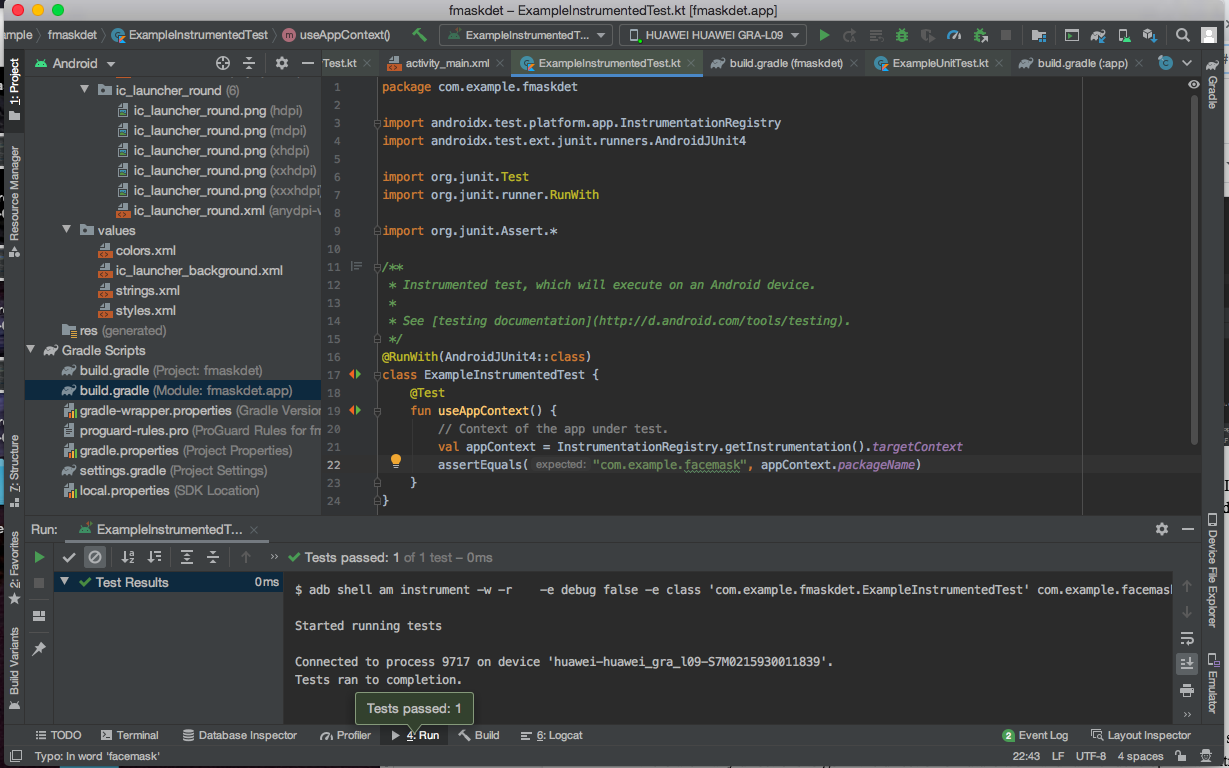 fmaskdet – ExampleInstrumentedTest.kt [fmaskdet.app]
mple fmaskdet ExampleInstrumentedTest useAppContext() ExampleInstrumentedT... HUAWEI HUAWEI GRA-L09
Android Test.kt activity_main.xml ExampleInstrumentedTest.kt build.gradle (fmaskdet) ExampleUnitTest.kt build.gradle (:app)
1: Project
Resource Manager
Z: Structure
2: Favorites
Build Variants
ic_launcher_round (6)
ic_launcher_round.png (hdpi)
ic_launcher_round.png (mdpi)
ic_launcher_round.png (xhdpi)
ic_launcher_round.png (xxhdpi)
ic_launcher_round.png (xxxhdpi
ic_launcher_round.xml (anydpi-v
values
colors.xml
ic_launcher_background.xml
strings.xml
styles.xml
res (generated)
Gradle Scripts
build.gradle (Project: fmaskdet)
build.gradle (Module: fmaskdet.app)
gradle-wrapper.properties (Gradle Version
proguard-rules.pro (ProGuard Rules for fm
gradle.properties (Project Properties)
settings.gradle (Project Settings)
local.properties (SDK Location)
1 package com.example.fmaskdet
2
3 import androidx.test.platform.app.InstrumentationRegistry
4 import androidx.test.ext.junit.runners.AndroidJUnit4
5
6 import org.junit.Test
7 import org.junit.runner.RunWith
8
9 import org.junit.Assert.*
10
11 /**
12 * Instrumented test, which will execute on an Android device.
13 *
14 * See [testing documentation](http://d.android.com/tools/testing).
15 */
16 @RunWith(AndroidJUnit4::class)
17 class ExampleInstrumentedTest {
18 @Test
19 fun useAppContext() {
20 // Context of the app under test.
21 val appContext = InstrumentationRegistry.getInstrumentation().targetContext
22 assertEquals( expected: "com.example.facemask", appContext.packageName)
23 }
24 }
Gradle
Device File Explorer
Emulator
Run: ExampleInstrumentedT...
Tests passed: 1 of 1 test – 0ms
Test Results 0ms
$ adb shell am instrument -w -r -e debug false -e class 'com.example.fmaskdet.ExampleInstrumentedTest' com.example.facemas
Started running tests
Connected to process 9717 on device 'huawei-huawei_gra_l09-S7M0215930011839'.
Tests ran to completion.
Tests passed: 1
TODO Terminal Database Inspector Profiler 4: Run Build 6: Logcat 2 Event Log Layout Inspector
Typo: In word 'facemask' 22:43 LF UTF-8 4 spaces